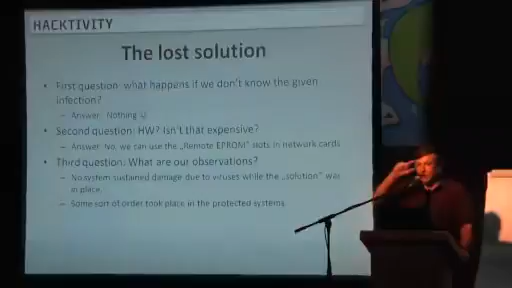 HACKTIVITY
The lost solution
• First question: what happens if we don't know the given
infection?
– Answer: Nothing ☺
• Second question: HW? Isn't that expensive?
– Answer: No, we can use the „Remote EPROM" slots in network cards
• Third question: What are our observations?
– No system sustained damage due to viruses while the „solution" was
in place.
– Some sort of order took place in the protected systems